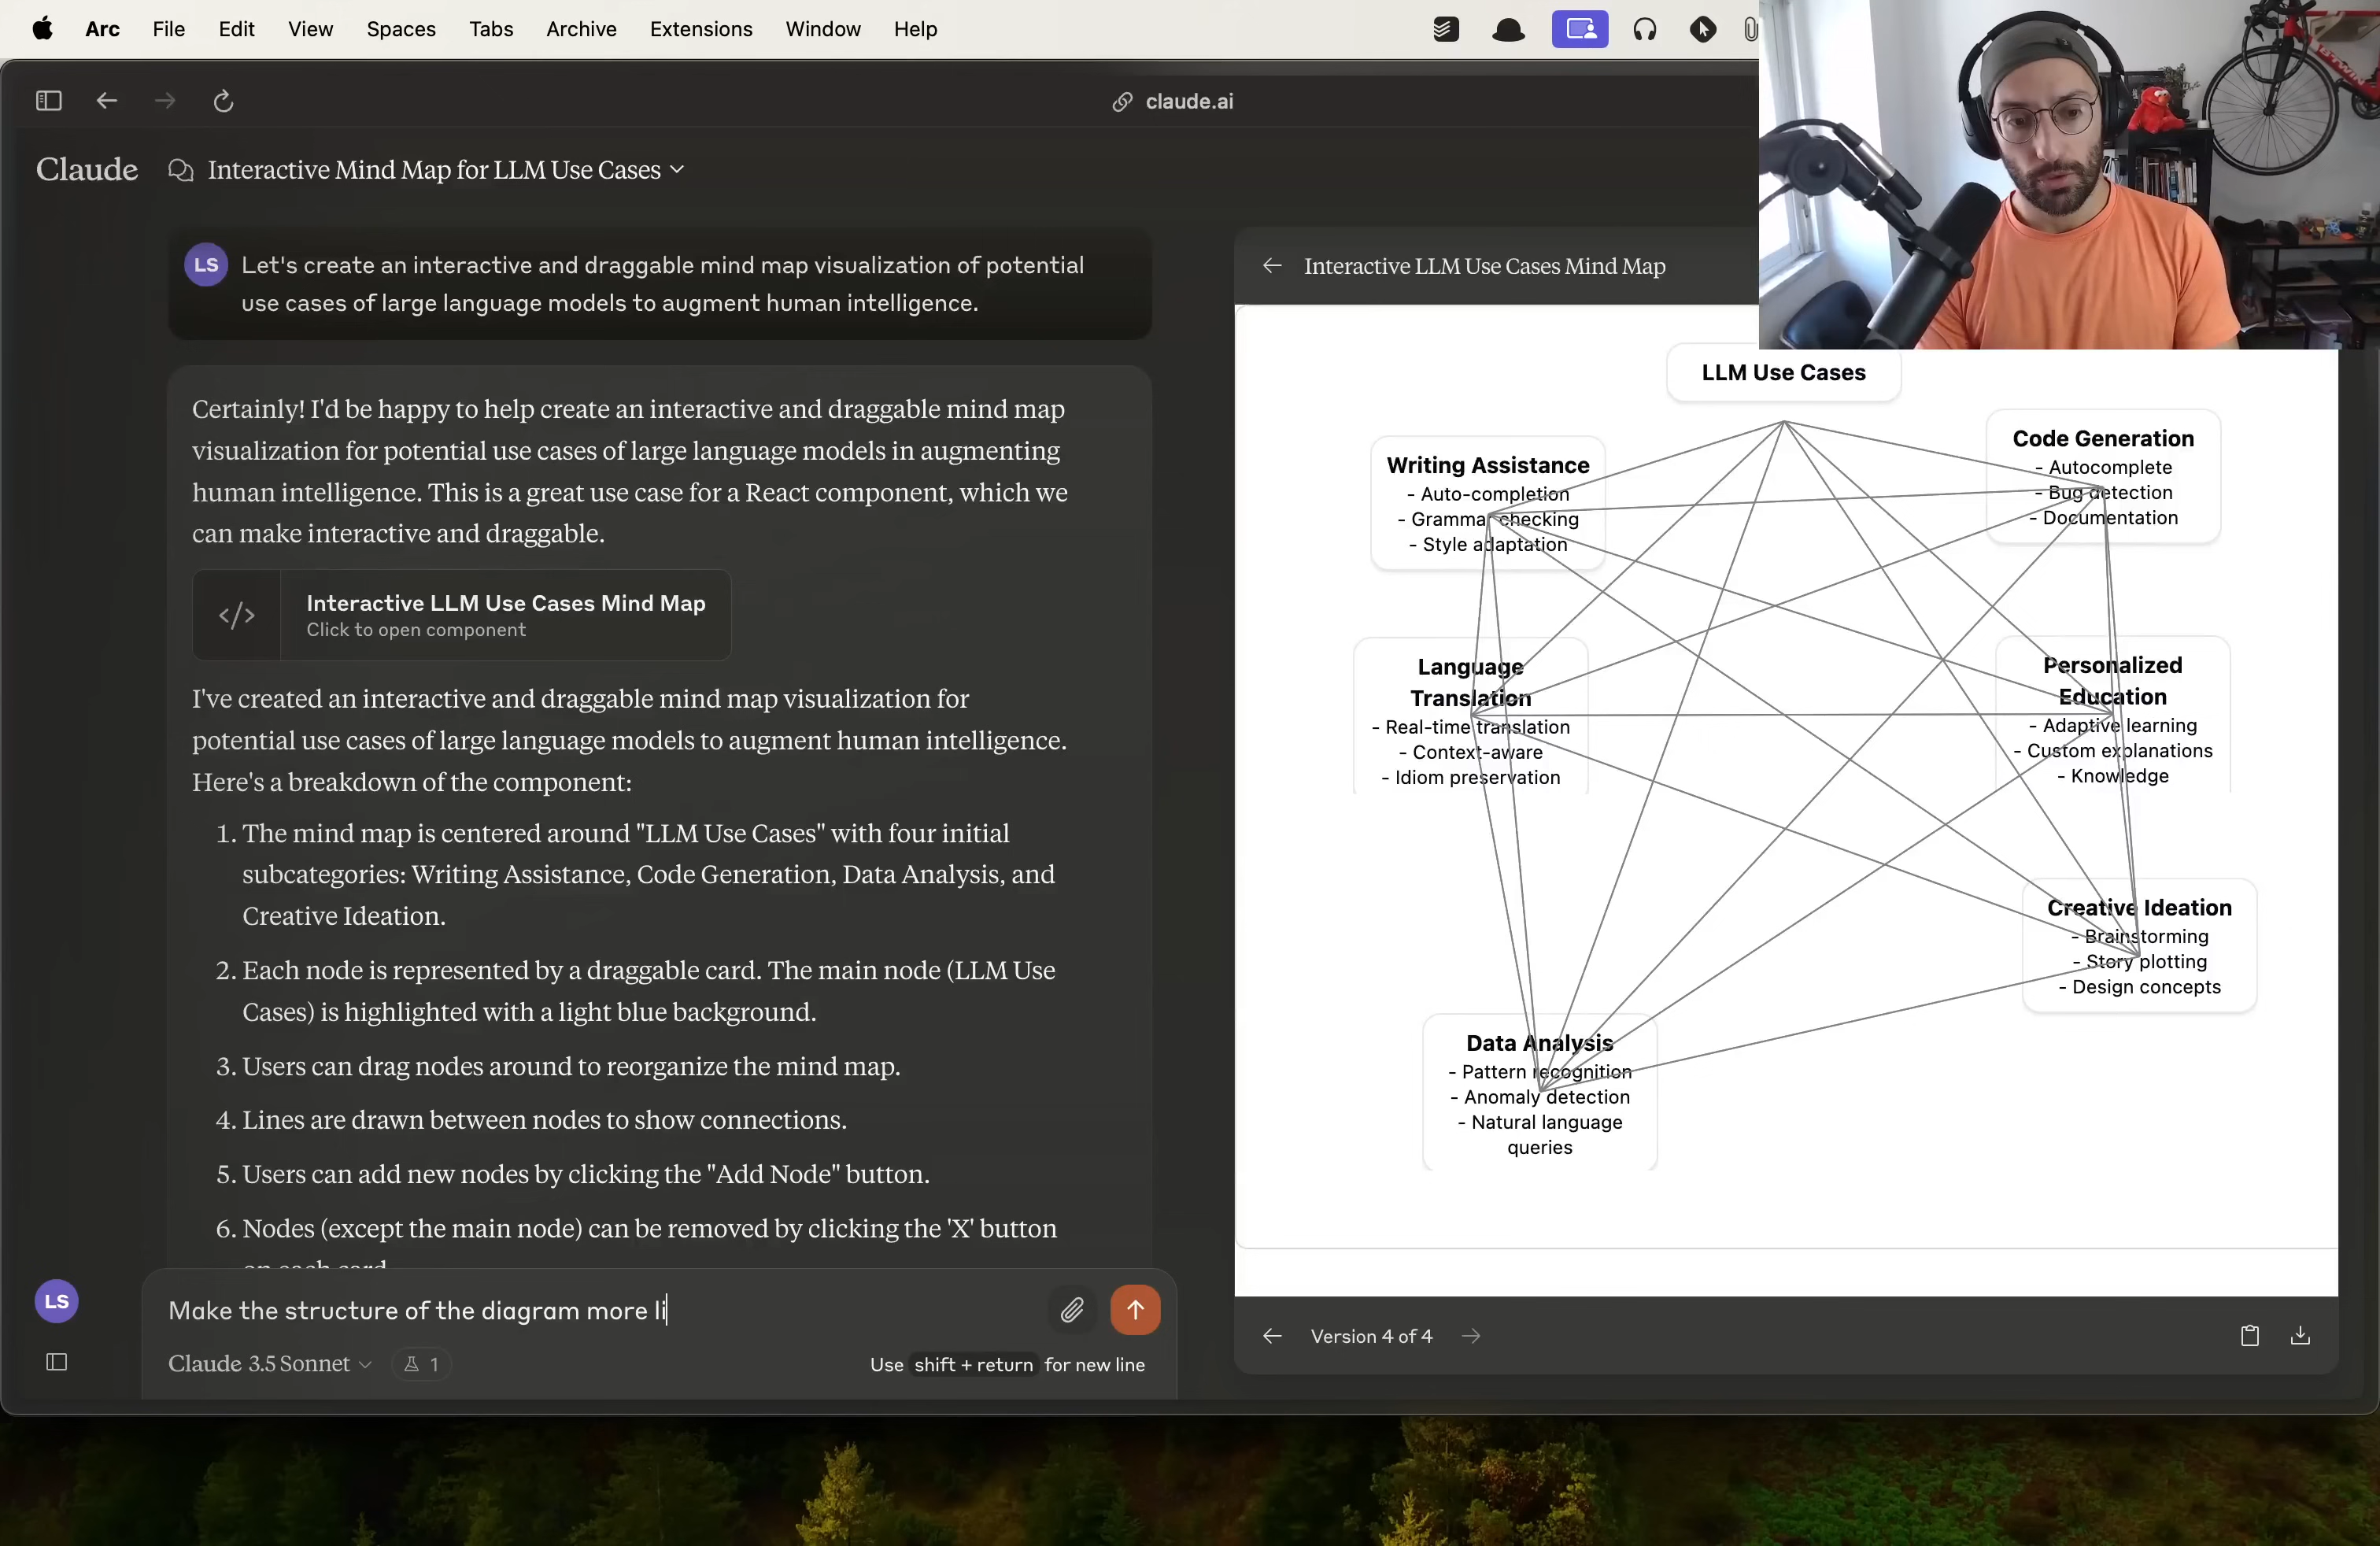 Arc File Edit View Spaces Tabs Archive Extensions Window Help
claude.ai
Claude
Interactive Mind Map for LLM Use Cases
LS
Let's create an interactive and draggable mind map visualization of potential
use cases of large language models to augment human intelligence.
Certainly! I'd be happy to help create an interactive and draggable mind map
visualization for potential use cases of large language models in augmenting
human intelligence. This is a great use case for a React component, which we
can make interactive and draggable.
</>
Interactive LLM Use Cases Mind Map
Click to open component
I've created an interactive and draggable mind map visualization for
potential use cases of large language models to augment human intelligence.
Here's a breakdown of the component:
1. The mind map is centered around "LLM Use Cases" with four initial
subcategories: Writing Assistance, Code Generation, Data Analysis, and
Creative Ideation.
2. Each node is represented by a draggable card. The main node (LLM Use
Cases) is highlighted with a light blue background.
3. Users can drag nodes around to reorganize the mind map.
4. Lines are drawn between nodes to show connections.
5. Users can add new nodes by clicking the "Add Node" button.
6. Nodes (except the main node) can be removed by clicking the 'X' button
on each card.
LS
Make the structure of the diagram more li
Claude 3.5 Sonnet
1
Use shift + return for new line
Interactive LLM Use Cases Mind Map
LLM Use Cases
Writing Assistance
- Auto-completion
- Grammar checking
- Style adaptation
Code Generation
- Autocomplete
- Bug detection
- Documentation
Language
Translation
- Real-time translation
- Context-aware
- Idiom preservation
Personalized
Education
- Adaptive learning
- Custom explanations
- Knowledge
Creative Ideation
- Brainstorming
- Story plotting
- Design concepts
Data Analysis
- Pattern recognition
- Anomaly detection
- Natural language
queries
Version 4 of 4